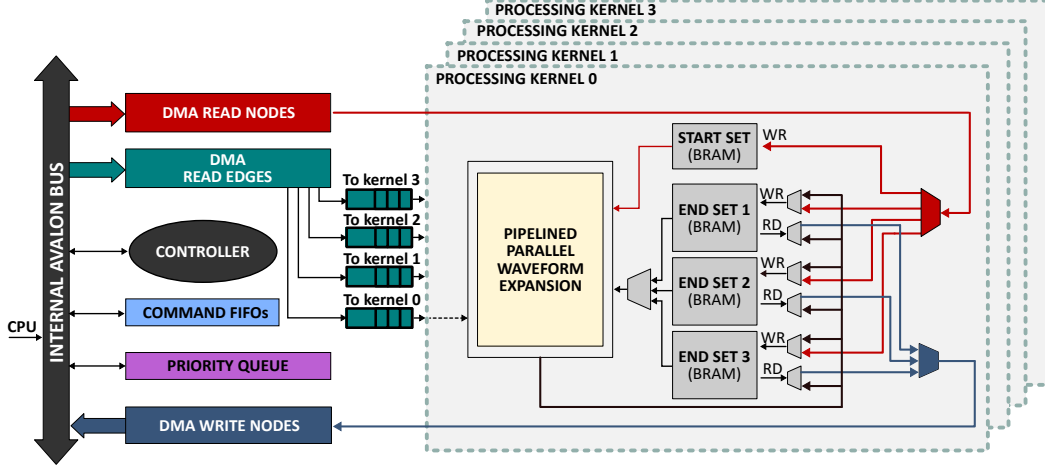 PROCESSING KERNEL 3
PROCESSING KERNEL 2
PROCESSING KERNEL 1
PROCESSING KERNEL 0
CPU
INTERNAL AVALON BUS
DMA READ NODES
DMA
READ EDGES
CONTROLLER
COMMAND FIFOs
PRIORITY QUEUE
DMA WRITE NODES
To kernel 3
To kernel 2
To kernel 1
To kernel 0
PIPELINED
PARALLEL
WAVEFORM
EXPANSION
START SET
(BRAM)
WR
END SET 1
(BRAM)
WR
RD
END SET 2
(BRAM)
WR
RD
END SET 3
(BRAM)
WR
RD